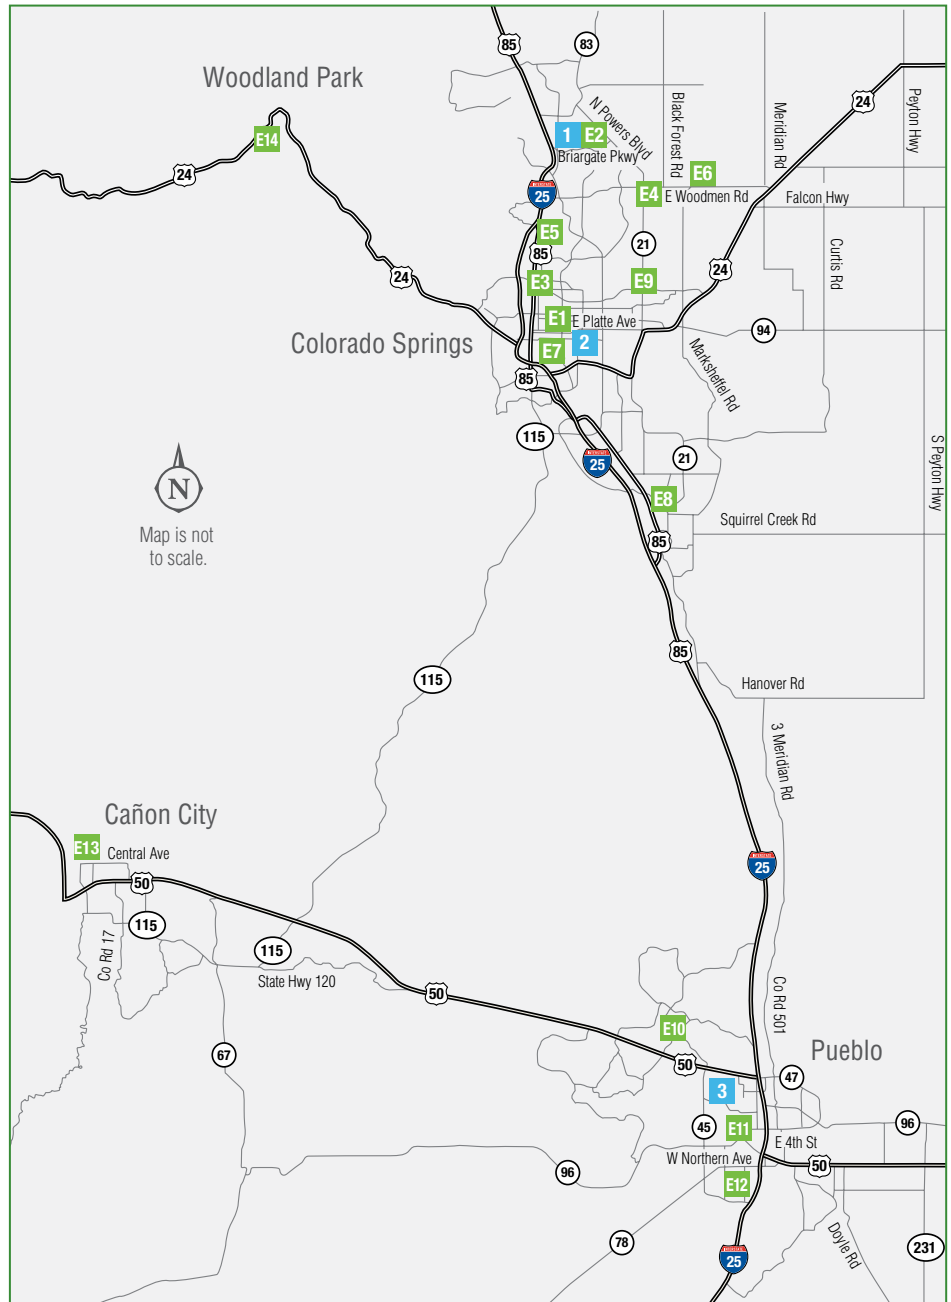 85
83
Woodland Park
24
Black Forest Rd
Meridian Rd
Peyton Hwy
N Powers Blvd
E14
1
E2
Briargate Pkwy
24
E6
INTERSTATE
25
E4
E Woodmen Rd
Falcon Hwy
E5
21
85
Curtis Rd
24
24
E3
E9
E1
E Platte Ave
94
Colorado Springs
2
E7
Marksheffel Rd
85
115
S Peyton Hwy
21
INTERSTATE
25
N
E8
Squirrel Creek Rd
Map is not
to scale.
85
85
115
Hanover Rd
3 Meridian Rd
Cañon City
E13
Central Ave
INTERSTATE
25
50
115
Co Rd 17
115
State Hwy 120
50
Co Rd 501
E10
Pueblo
67
50
47
3
45
E11
96
E 4th St
W Northern Ave
50
96
E12
78
Doyle Rd
231
INTERSTATE
25